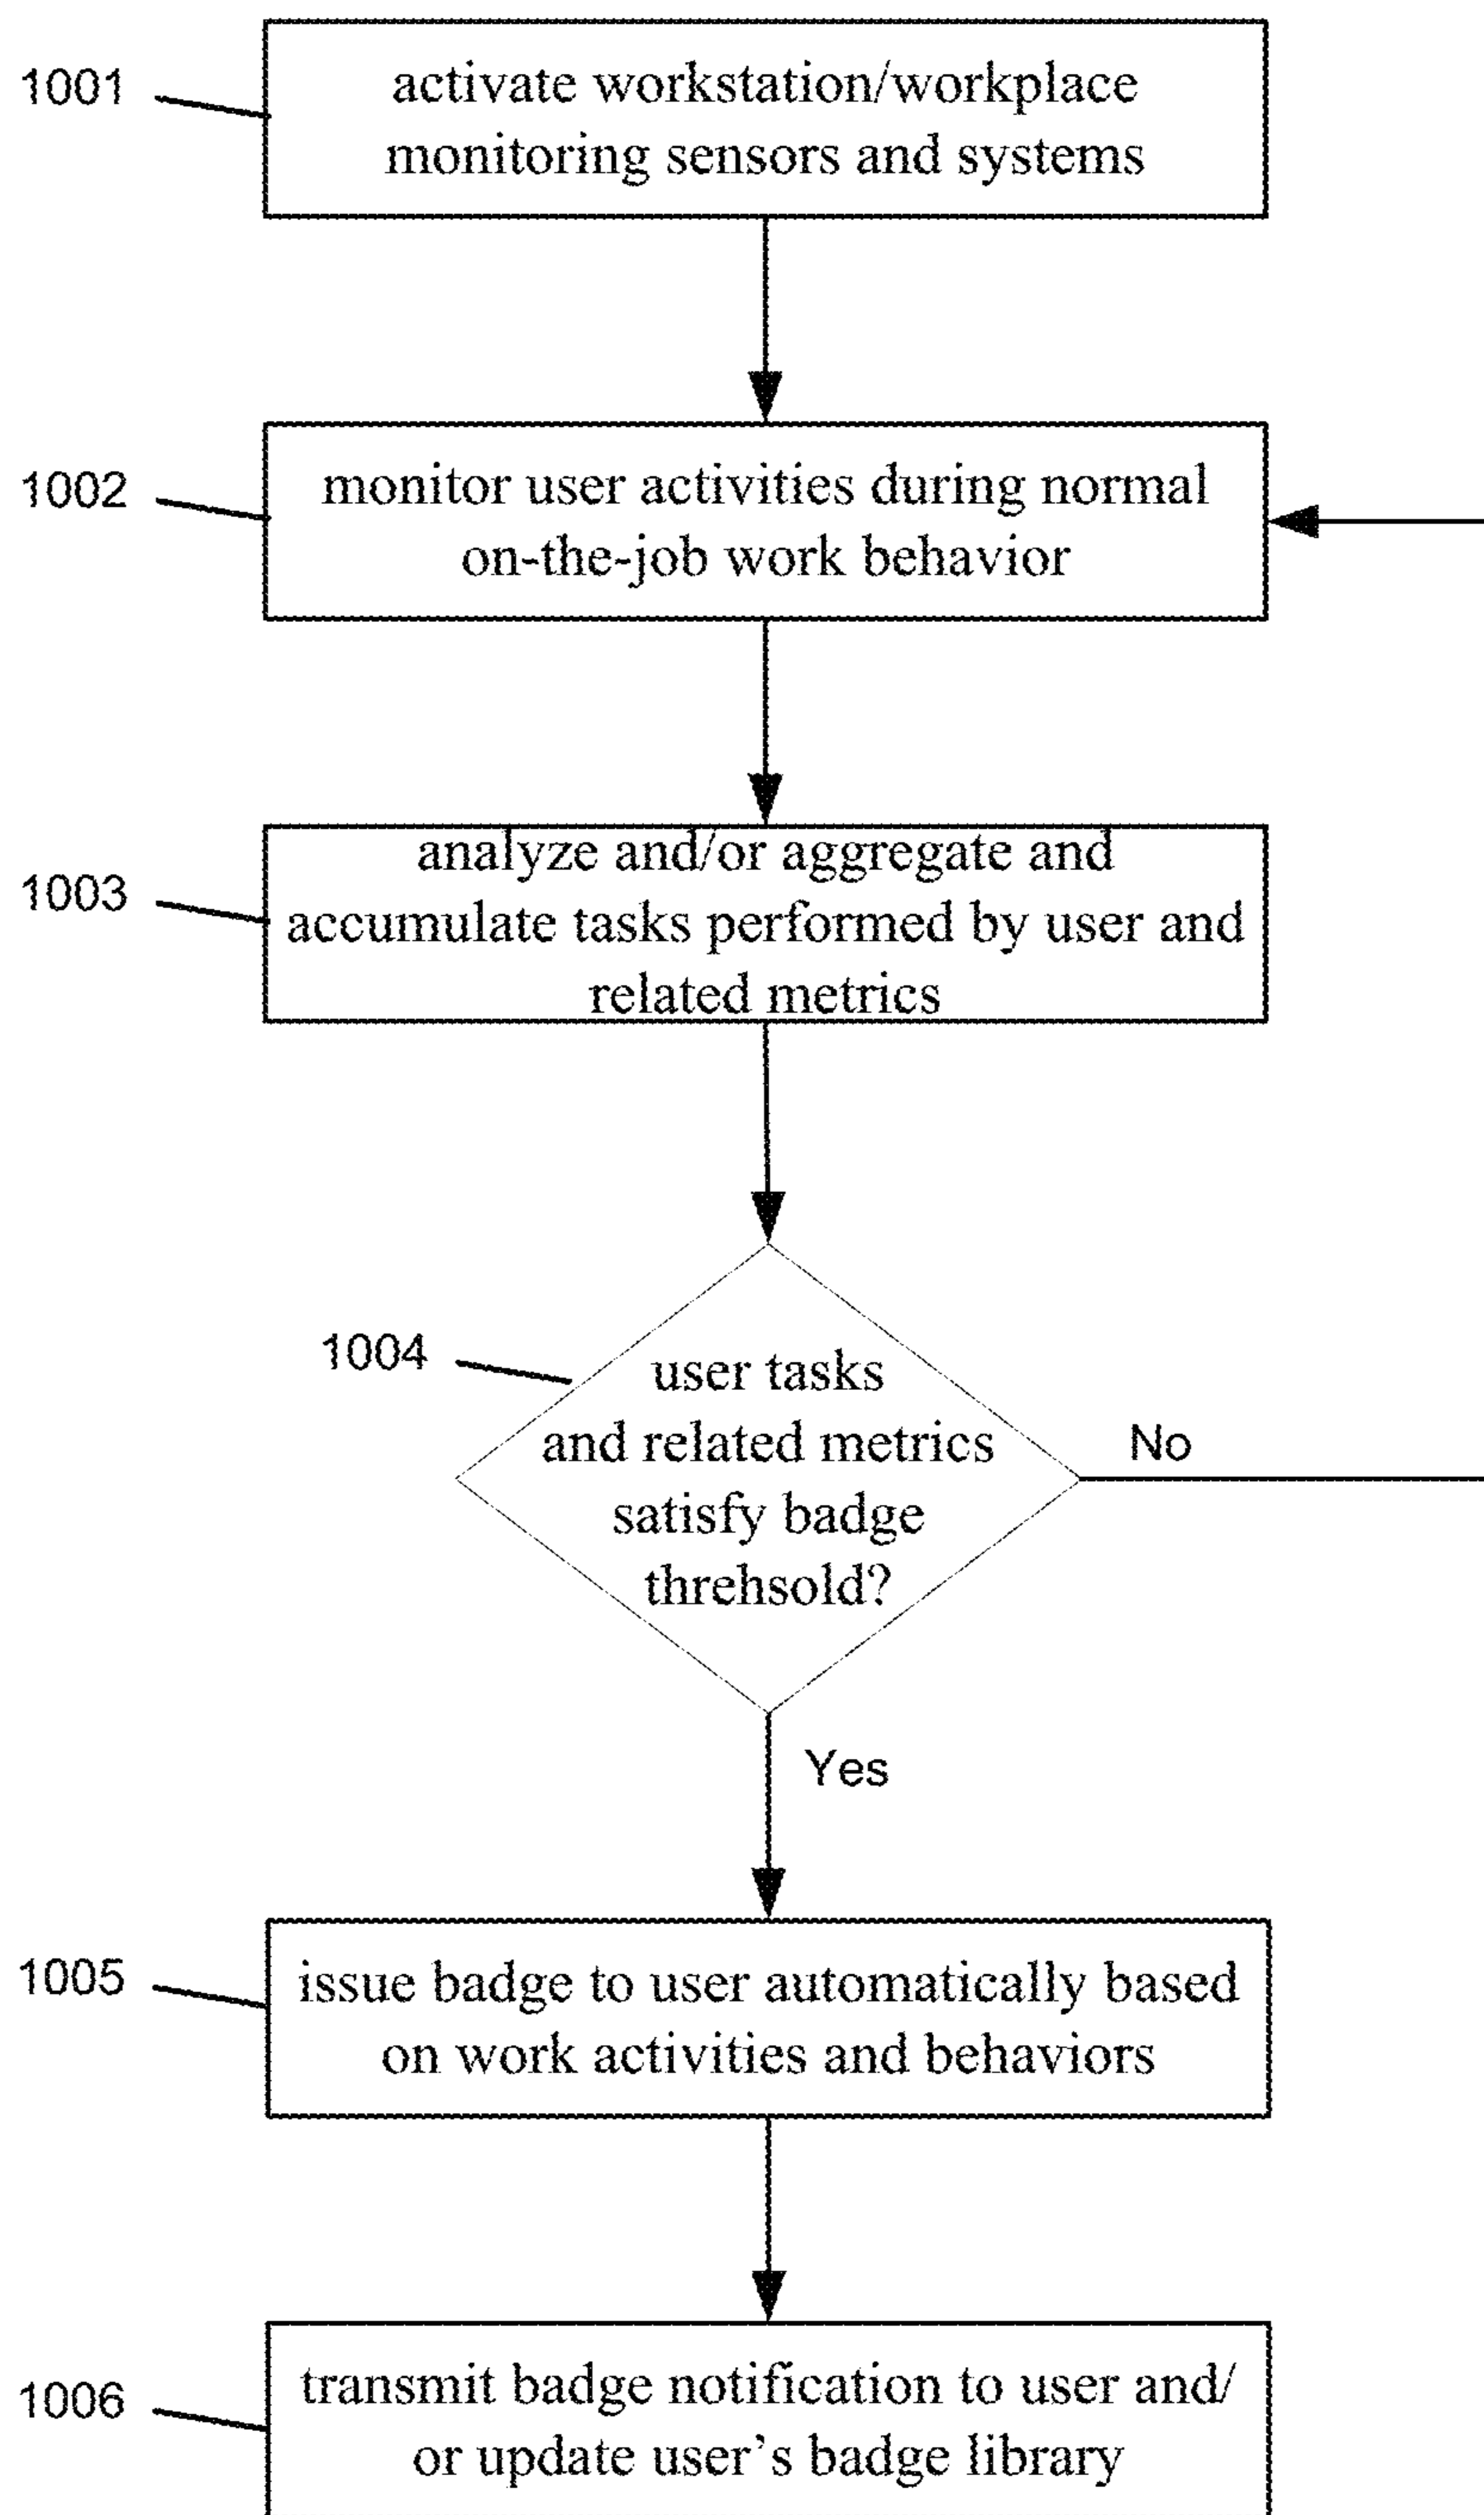 1001
activate workstation/workplace
monitoring sensors and systems
1002
monitor user activities during normal
on-the-job work behavior
1003
analyze and/or aggregate and
accumulate tasks performed by user and
related metrics
1004
user tasks
and related metrics
satisfy badge
threhsold?
No
Yes
1005
issue badge to user automatically based
on work activities and behaviors
1006
transmit badge notification to user and/
or update user's badge library